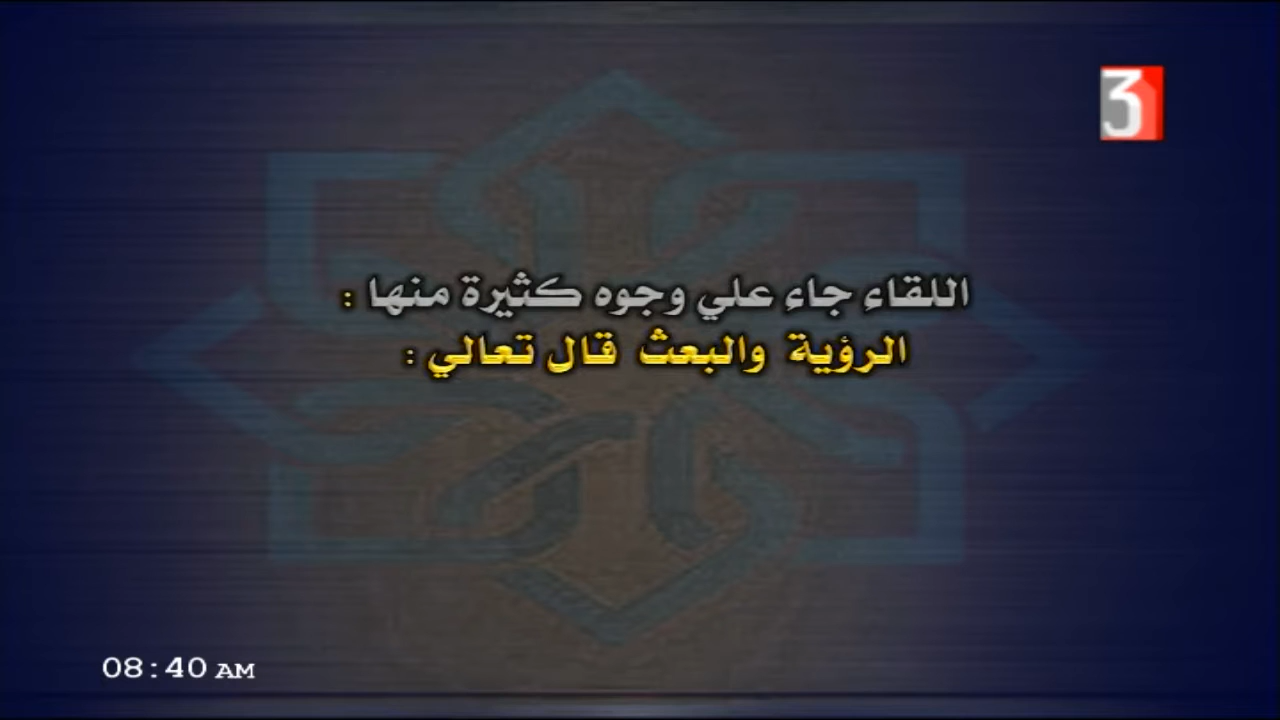 3
اللقاء جاء علي وجوه كثيرة منها :
الرؤية والبعث قال تعالي :
08:40 AM